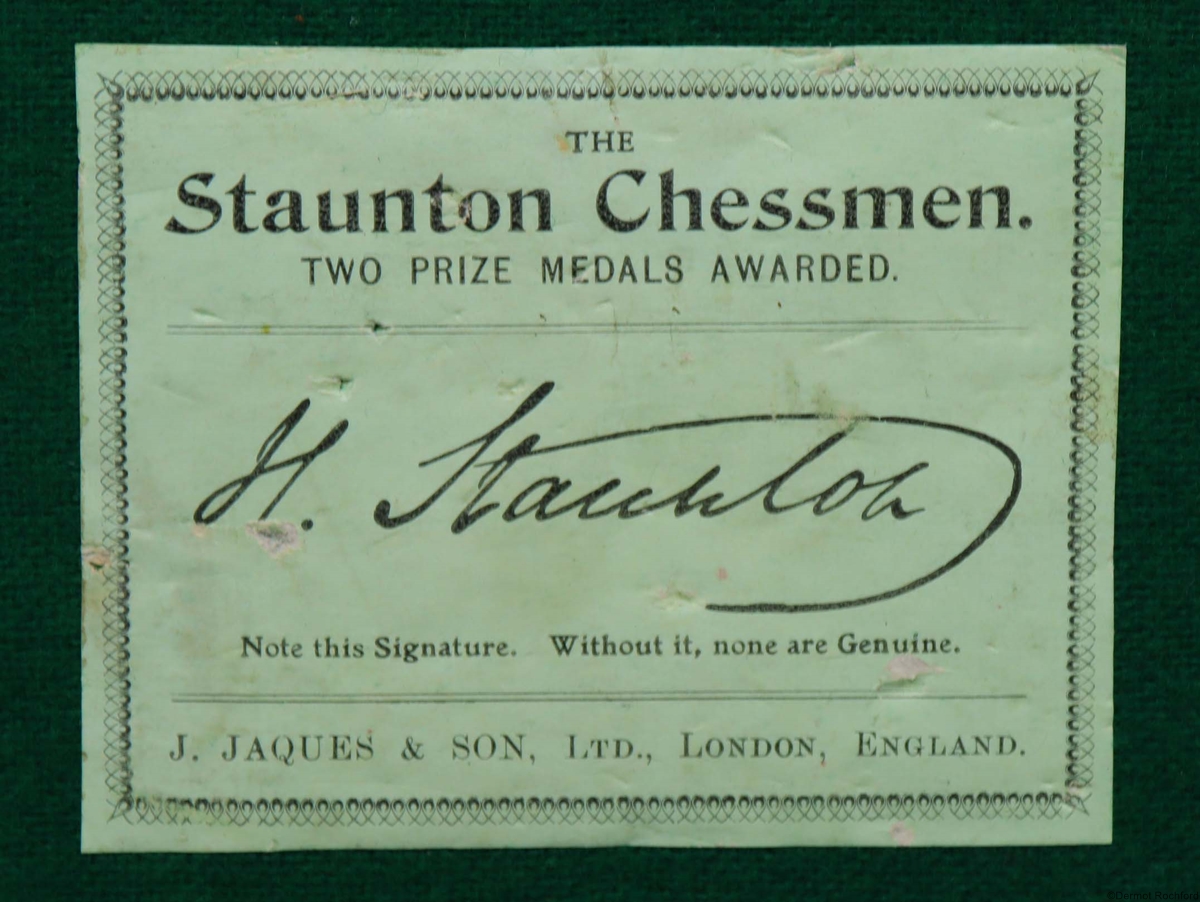 THE
Staunton Chessmen.
TWO PRIZE MEDALS AWARDED.
H. Staunton
Note this Signature. Without it, none are Genuine.
J. JAQUES & SON, LTD., LONDON, ENGLAND.